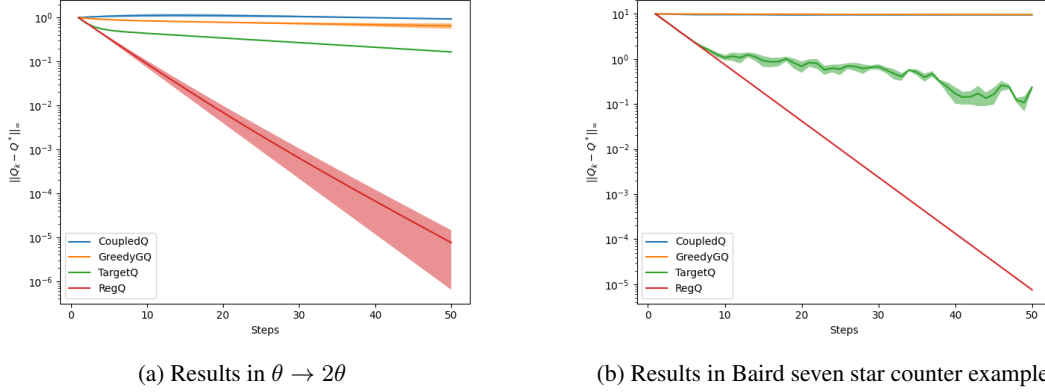 10^0
10^-1
10^-2
10^-3
10^-4
10^-5
10^-6
||Q_k − Q*||_∞
CoupledQ
GreedyGQ
TargetQ
RegQ
0 10 20 30 40 50
Steps
(a) Results in θ → 2θ
10^1
10^0
10^-1
10^-2
10^-3
10^-4
10^-5
||Q_k − Q*||_∞
CoupledQ
GreedyGQ
TargetQ
RegQ
0 10 20 30 40 50
Steps
(b) Results in Baird seven star counter example